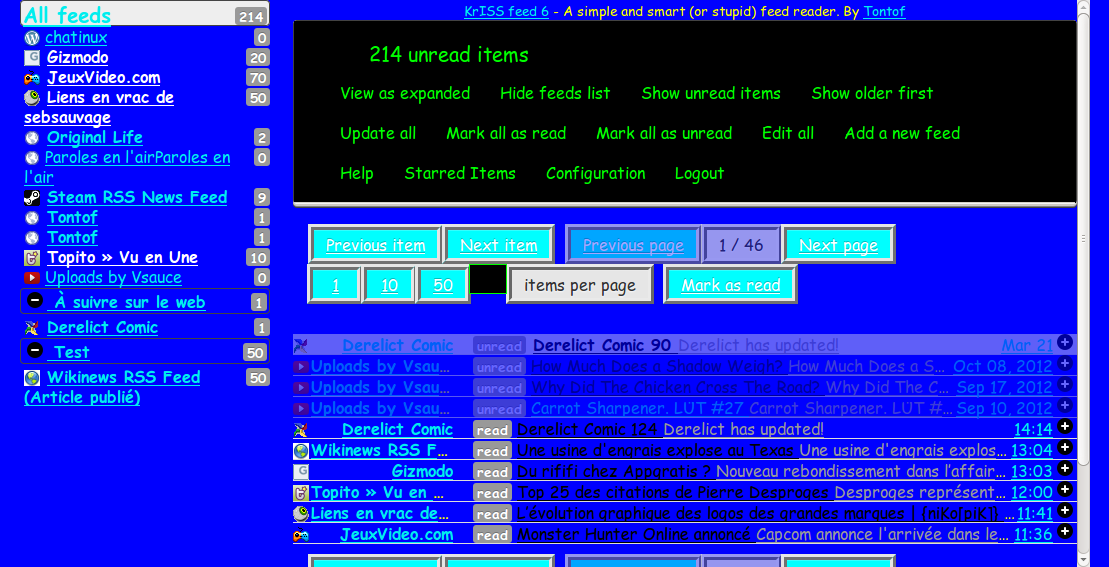 All feeds 214
chatinux 0
Gizmodo 20
JeuxVideo.com 70
Liens en vrac de 50
sebsauvage
Original Life 2
Paroles en l'airParoles en 0
l'air
Steam RSS News Feed 9
Tontof 1
Tontof 1
Topito » Vu en Une 10
Uploads by Vsauce 0
À suivre sur le web 1
Derelict Comic 1
Test 50
Wikinews RSS Feed 50
(Article publié)
KrISS feed 6 - A simple and smart (or stupid) feed reader. By Tontof
214 unread items
View as expanded Hide feeds list Show unread items Show older first
Update all Mark all as read Mark all as unread Edit all Add a new feed
Help Starred Items Configuration Logout
Previous item Next item Previous page 1 / 46 Next page
1 10 50 items per page Mark as read
Derelict Comic unread Derelict Comic 90 Derelict has updated! Mar 21
Uploads by Vsau... unread How Much Does a Shadow Weigh? How Much Does a S... Oct 08, 2012
Uploads by Vsau... unread Why Did The Chicken Cross The Road? Why Did The C... Sep 17, 2012
Uploads by Vsau... unread Carrot Sharpener. LUT #27 Carrot Sharpener. LUT #... Sep 10, 2012
Derelict Comic read Derelict Comic 124 Derelict has updated! 14:14
Wikinews RSS F... read Une usine d'engrais explose au Texas Une usine d'engrais explos... 13:04
Gizmodo read Du rififi chez Appgratis ? Nouveau rebondissement dans l'affair... 13:03
Topito » Vu en ... read Top 25 des citations de Pierre Desproges Desproges représent... 12:00
Liens en vrac de... read L'évolution graphique des logos des grandes marques | {niKo[piK]} ... 11:41
JeuxVideo.com read Monster Hunter Online annoncé Capcom annonce l'arrivée dans le... 11:36